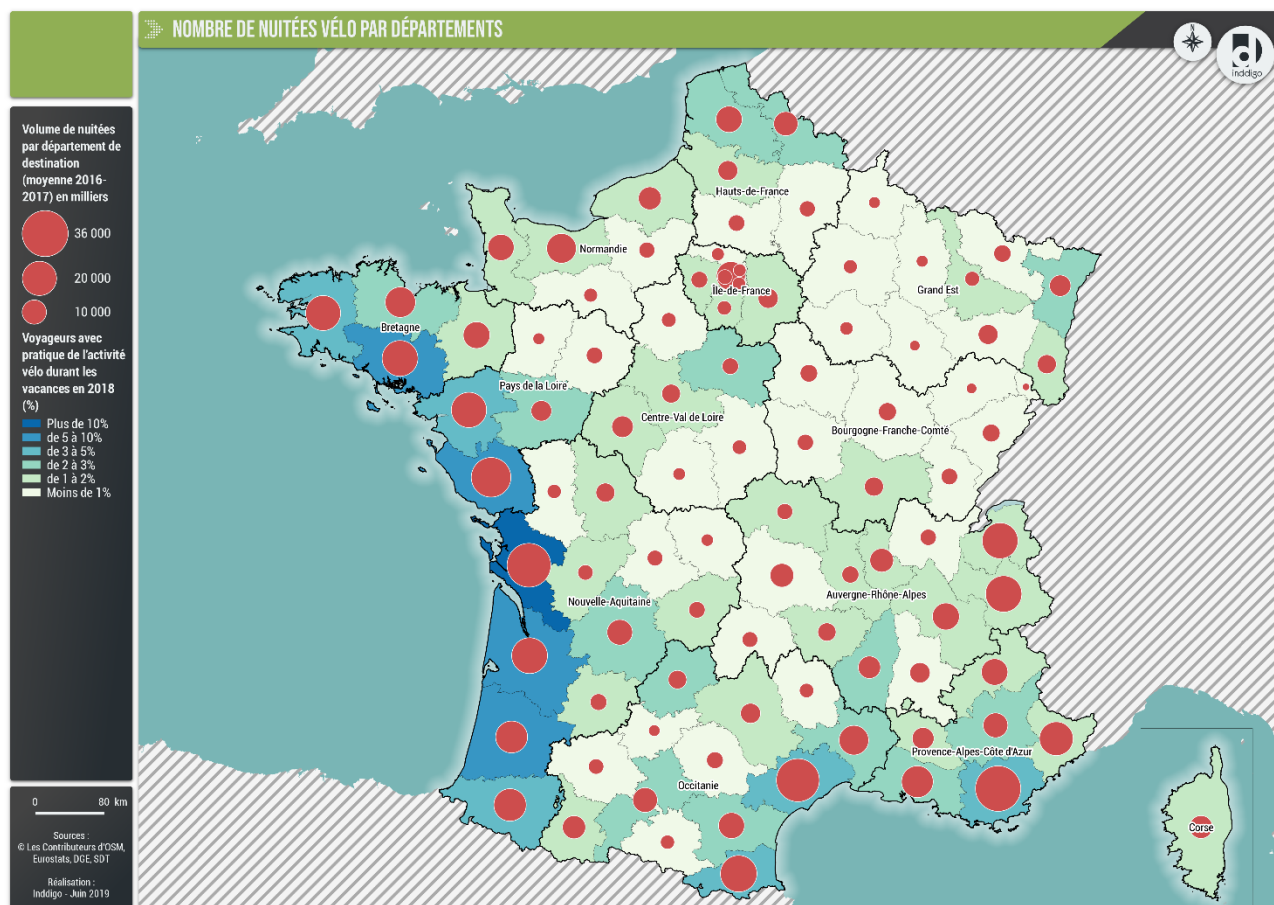 NOMBRE DE NUITÉES VÉLO PAR DÉPARTEMENTS
inddigo
Volume de nuitées
par département de
destination
(moyenne 2016-
2017) en milliers
36 000
20 000
10 000
Voyageurs avec
pratique de l'activité
vélo durant les
vacances en 2018
(%)
Plus de 10%
de 5 à 10%
de 3 à 5%
de 2 à 3%
de 1 à 2%
Moins de 1%
0 80 km
Sources :
© Les Contributeurs d'OSM,
Eurostats, DGE, SDT
Réalisation :
Inddigo - Juin 2019
Hauts-de-France
Normandie
Île-de-France
Grand Est
Bretagne
Pays de la Loire
Centre-Val de Loire
Bourgogne-Franche-Comté
Nouvelle-Aquitaine
Auvergne-Rhône-Alpes
Provence-Alpes-Côte d'Azur
Occitanie
Corse